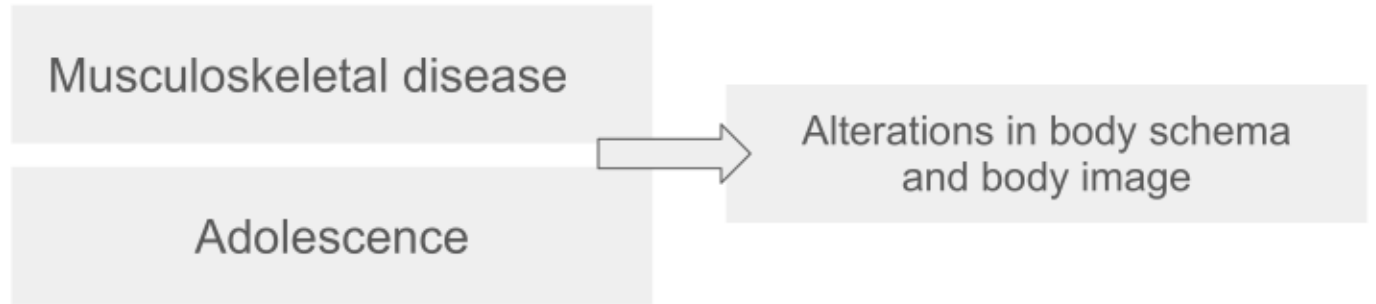 Musculoskeletal disease
Adolescence
Alterations in body schema
and body image